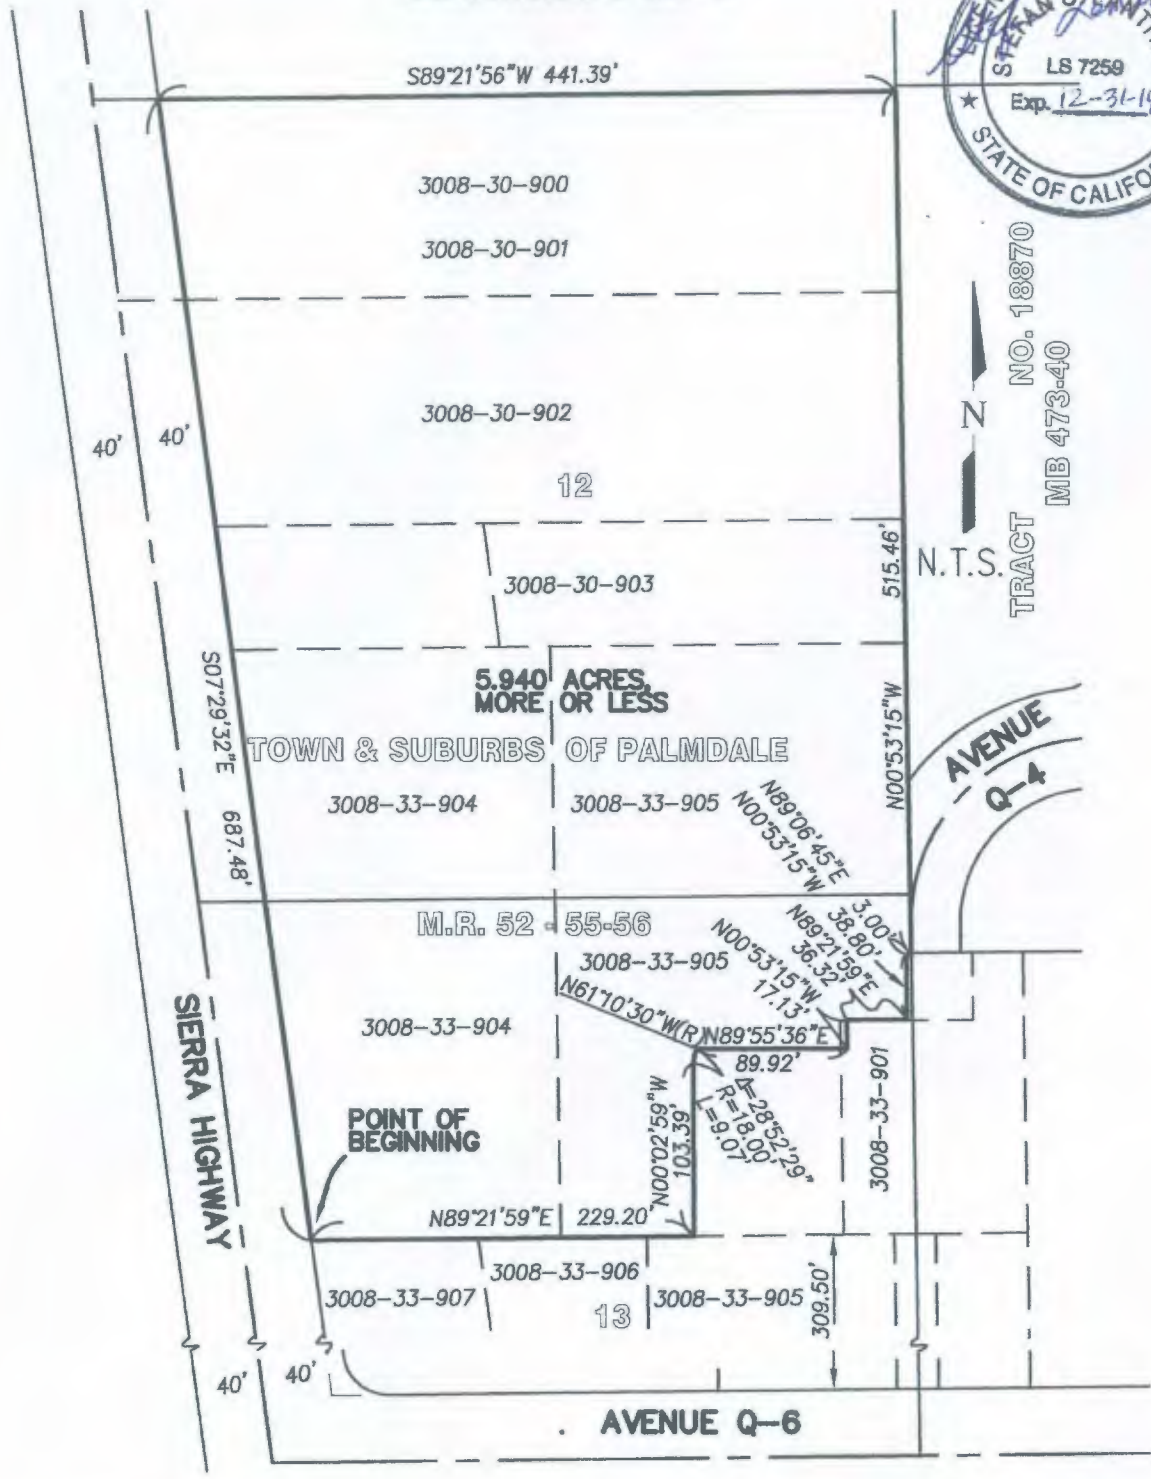 S89°21'56"W 441.39'
STEFAN
LS 7259
Exp. 12-31-1
STATE OF CALIFO
3008-30-900
3008-30-901
3008-30-902
40'
40'
12
N
N.T.S.
TRACT NO. 18870
MB 473-40
515.46'
N00°53'15"W
3008-30-903
5.940 ACRES,
MORE OR LESS
TOWN & SUBURBS OF PALMDALE
S07°29'32"E 687.48'
AVENUE
Q-4
3008-33-904
3008-33-905
N89°06'45"E 3.00'
N00°53'15"W 38.80'
N89°21'59"E
36.32'
N00°53'15"W
17.13'
M.R. 52 - 55-56
3008-33-905
N61°10'30"W(R)
N89°55'36"E
89.92'
3008-33-904
SIERRA HIGHWAY
POINT OF
BEGINNING
N00°02'59"W
103.39'
Δ=28°52'29"
R=18.00'
L=9.07'
3008-33-901
N89°21'59"E 229.20'
3008-33-906
3008-33-907
3008-33-905
13
309.50'
40'
40'
AVENUE Q-6